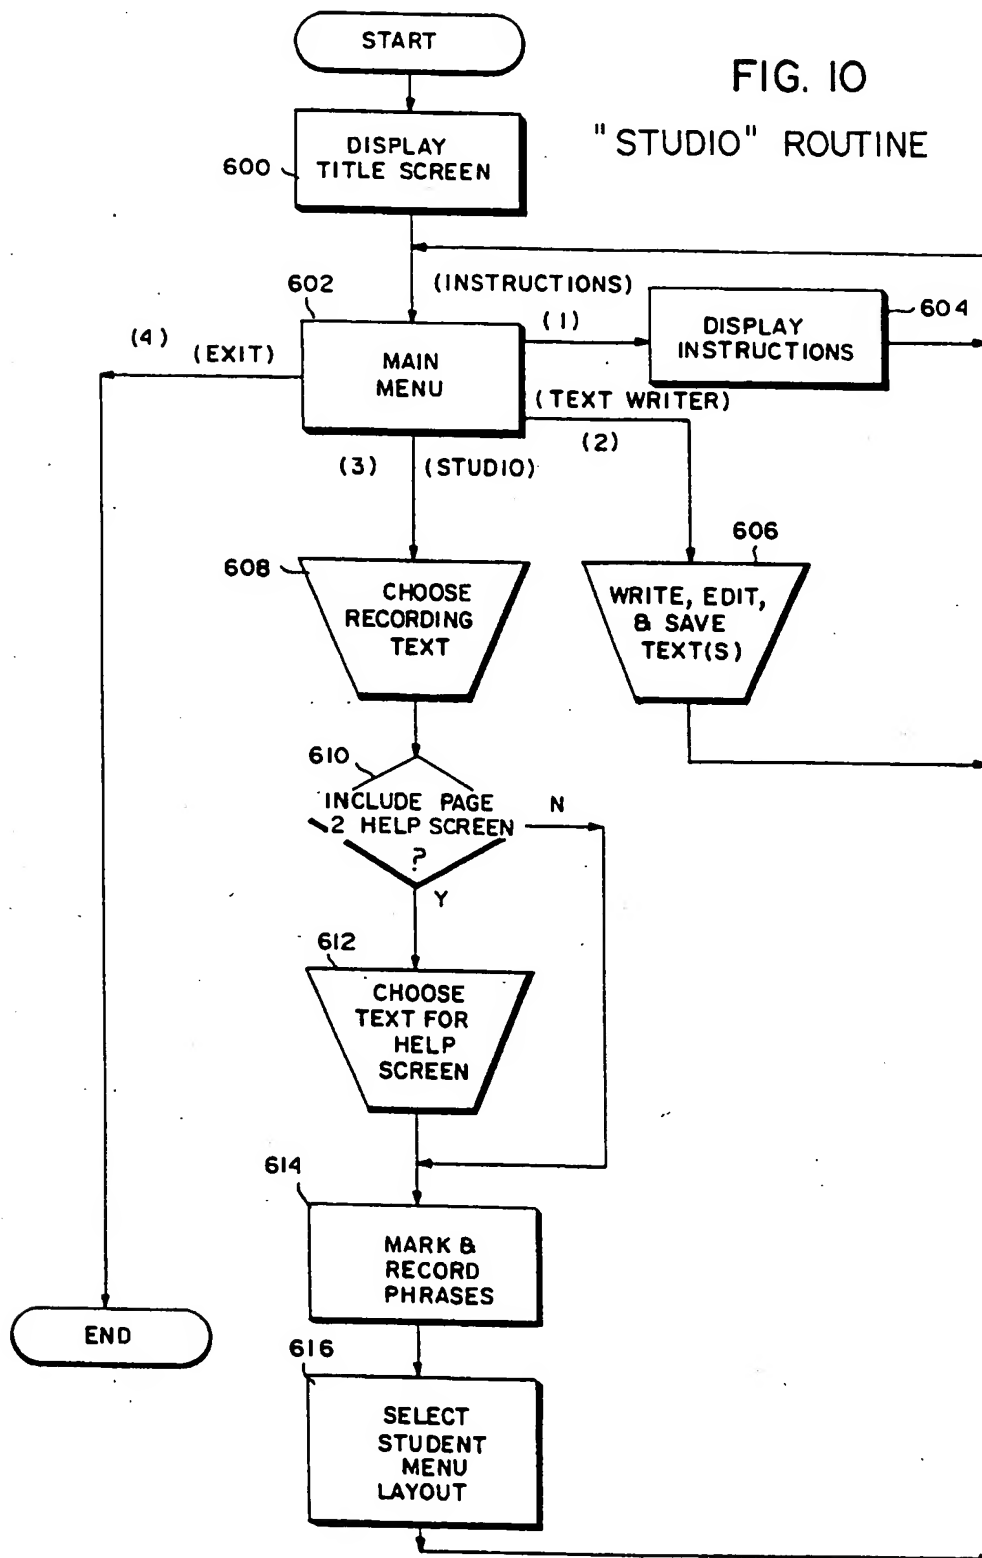 START
FIG. 10
"STUDIO" ROUTINE
DISPLAY
TITLE SCREEN
600
602
(INSTRUCTIONS)
(1)
604
DISPLAY
INSTRUCTIONS
(4)
(EXIT)
MAIN
MENU
(TEXT WRITER)
(2)
(3)
(STUDIO)
606
608
CHOOSE
RECORDING
TEXT
WRITE, EDIT,
& SAVE
TEXT(S)
610
INCLUDE PAGE
2 HELP SCREEN
?
N
Y
612
CHOOSE
TEXT FOR
HELP
SCREEN
614
MARK &
RECORD
PHRASES
END
616
SELECT
STUDENT
MENU
LAYOUT